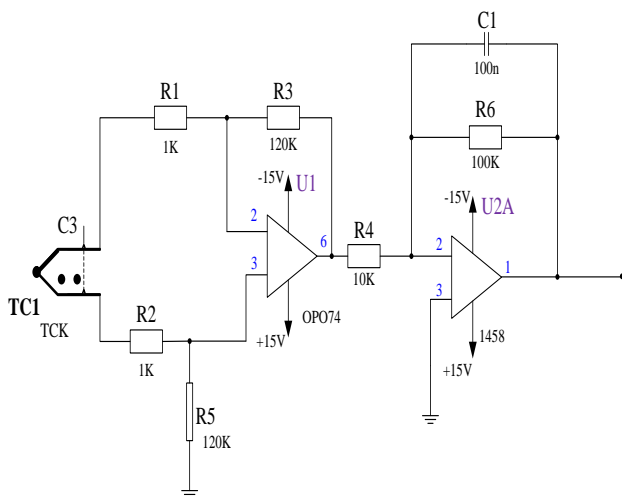 C1
100n
R1
R3
R6
1K
120K
100K
-15V
U1
-15V
U2A
C3
2
6
R4
2
3
1
10K
3
TC1
TCK
R2
OPO74
1458
+15V
+15V
1K
R5
120K